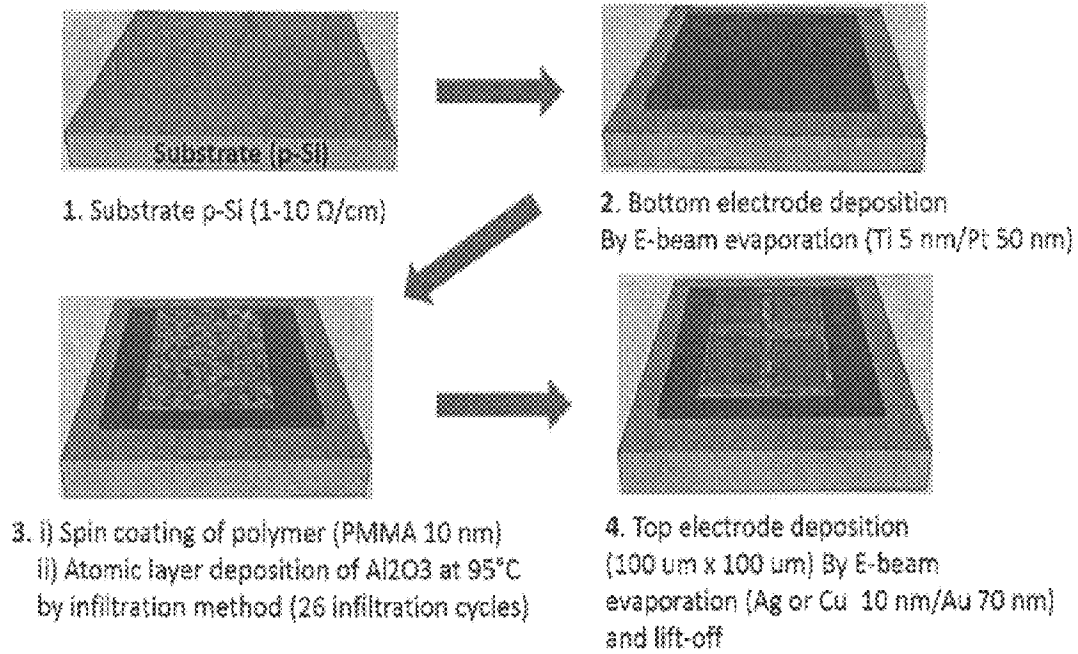 Substrate (p-Si)
1. Substrate p-Si (1-10 Ω/cm)
2. Bottom electrode deposition
By E-beam evaporation (Ti 5 nm/Pt 50 nm)
3. i) Spin coating of polymer (PMMA 10 nm)
ii) Atomic layer deposition of Al2O3 at 95°C
by infiltration method (26 infiltration cycles)
4. Top electrode deposition
(100 um x 100 um) By E-beam
evaporation (Ag or Cu 10 nm/Au 70 nm)
and lift-off